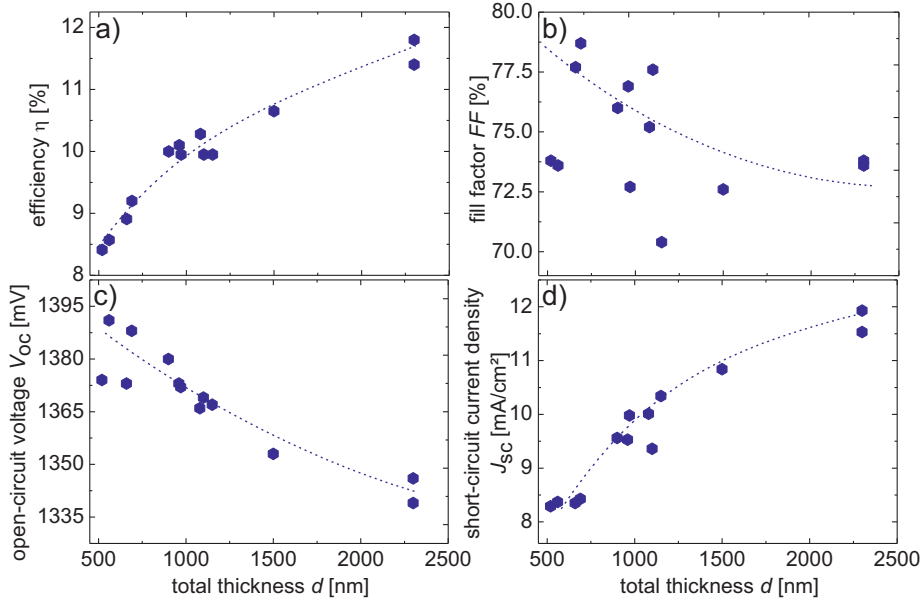 a)
12
11
10
9
8
efficiency η [%]
b)
80.0
77.5
75.0
72.5
70.0
fill factor FF [%]
c)
1395
1380
1365
1350
1335
open-circuit voltage VOC [mV]
500 1000 1500 2000 2500
total thickness d [nm]
d)
12
11
10
9
8
short-circuit current density
JSC [mA/cm²]
500 1000 1500 2000 2500
total thickness d [nm]